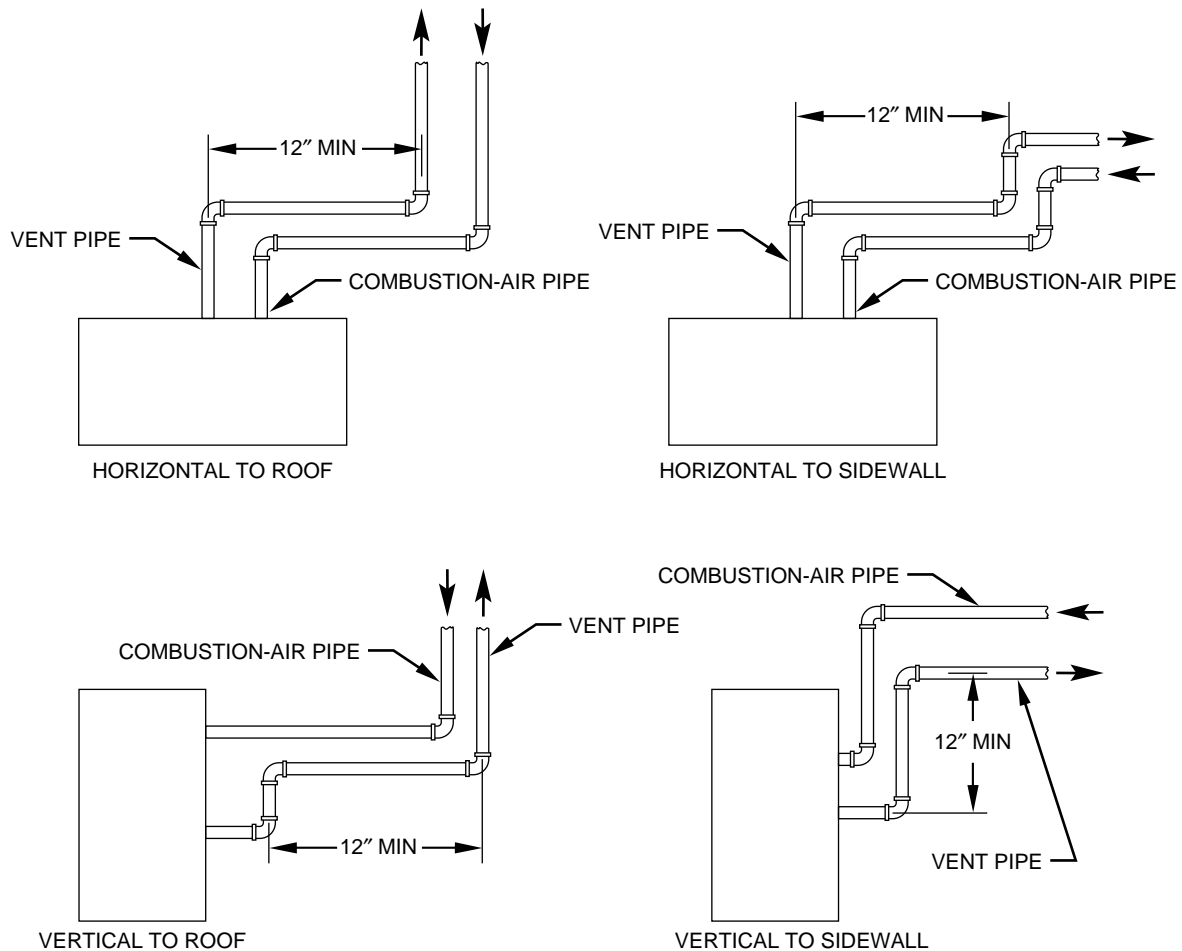 12″ MIN
VENT PIPE
COMBUSTION-AIR PIPE
HORIZONTAL TO ROOF
12″ MIN
VENT PIPE
COMBUSTION-AIR PIPE
HORIZONTAL TO SIDEWALL
COMBUSTION-AIR PIPE
VENT PIPE
12″ MIN
VERTICAL TO ROOF
COMBUSTION-AIR PIPE
12″ MIN
VENT PIPE
VERTICAL TO SIDEWALL